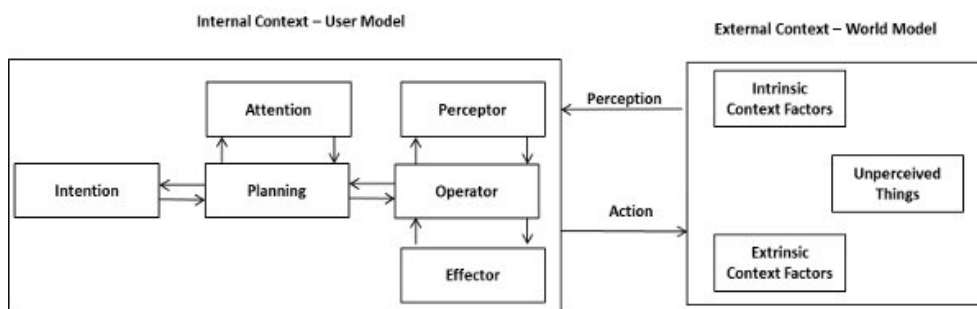 Internal Context – User Model
External Context – World Model
Attention
Perceptor
Perception
Intrinsic
Context Factors
Intention
Planning
Operator
Unperceived
Things
Action
Effector
Extrinsic
Context Factors